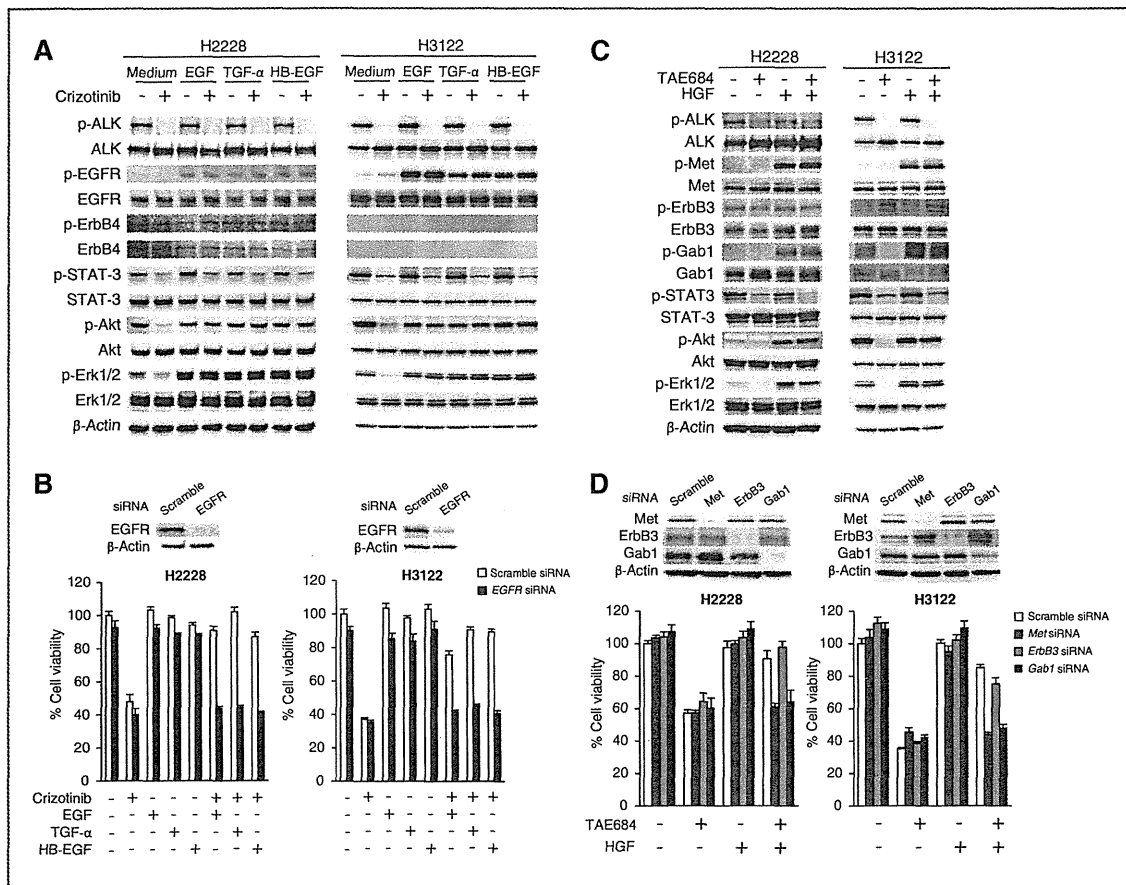 A
H2228
H3122
Medium EGF TGF-α HB-EGF
Medium EGF TGF-α HB-EGF
Crizotinib - + - + - + - +
- + - + - + - +
p-ALK
ALK
p-EGFR
EGFR
p-ErbB4
ErbB4
p-STAT-3
STAT-3
p-Akt
Akt
p-Erk1/2
Erk1/2
β-Actin
C
H2228
H3122
TAE684 - + - +
- + - +
HGF - - + +
- - + +
p-ALK
ALK
p-Met
Met
p-ErbB3
ErbB3
p-Gab1
Gab1
p-STAT3
STAT-3
p-Akt
Akt
p-Erk1/2
Erk1/2
β-Actin
B
siRNA Scramble EGFR
EGFR
β-Actin
siRNA Scramble EGFR
EGFR
β-Actin
H2228
H3122
Scramble siRNA
EGFR siRNA
% Cell viability
120
100
80
60
40
20
0
% Cell viability
120
100
80
60
40
20
0
Crizotinib - + - - - + + +
- + - - - + + +
EGF - - + - - + - -
- - + - - + - -
TGF-α - - - + - - + -
- - - + - - + -
HB-EGF - - - - + - - +
- - - - + - - +
D
siRNA Scramble Met ErbB3 Gab1
Met
ErbB3
Gab1
β-Actin
siRNA Scramble Met ErbB3 Gab1
Met
ErbB3
Gab1
β-Actin
H2228
H3122
Scramble siRNA
Met siRNA
ErbB3 siRNA
Gab1 siRNA
% Cell viability
120
100
80
60
40
20
0
% Cell viability
120
100
80
60
40
20
0
TAE684 - + - +
- + - +
HGF - - + +
- - + +